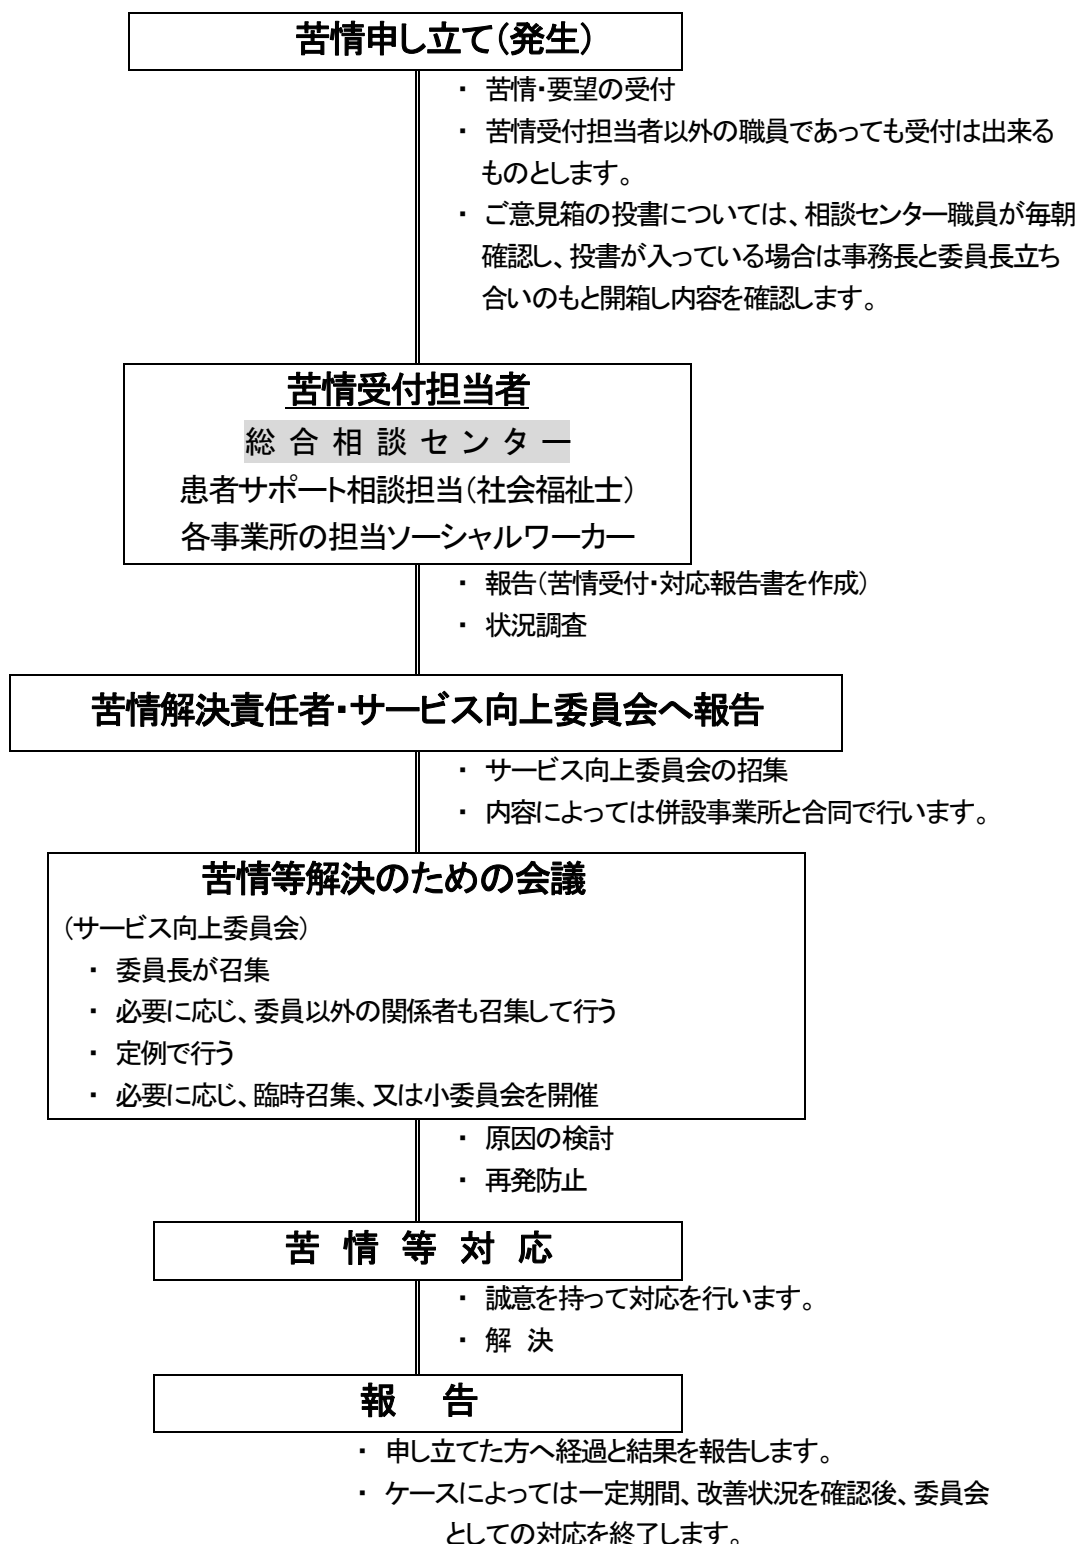 苦情申し立て（発生）
・ 苦情・要望の受付
・ 苦情受付担当者以外の職員であっても受付は出来る
ものとします。
・ ご意見箱の投書については、相談センター職員が毎朝
確認し、投書が入っている場合は事務長と委員長立ち
合いのもと開箱し内容を確認します。
苦情受付担当者
総 合 相 談 セ ン タ ー
患者サポート相談担当（社会福祉士）
各事業所の担当ソーシャルワーカー
・ 報告（苦情受付・対応報告書を作成）
・ 状況調査
苦情解決責任者・サービス向上委員会へ報告
・ サービス向上委員会の招集
・ 内容によっては併設事業所と合同で行います。
苦情等解決のための会議
（サービス向上委員会）
・ 委員長が召集
・ 必要に応じ、委員以外の関係者も召集して行う
・ 定例で行う
・ 必要に応じ、臨時召集、又は小委員会を開催
・ 原因の検討
・ 再発防止
苦 情 等 対 応
・ 誠意を持って対応を行います。
・ 解 決
報 告
・ 申し立てた方へ経過と結果を報告します。
・ ケースによっては一定期間、改善状況を確認後、委員会
としての対応を終了します。